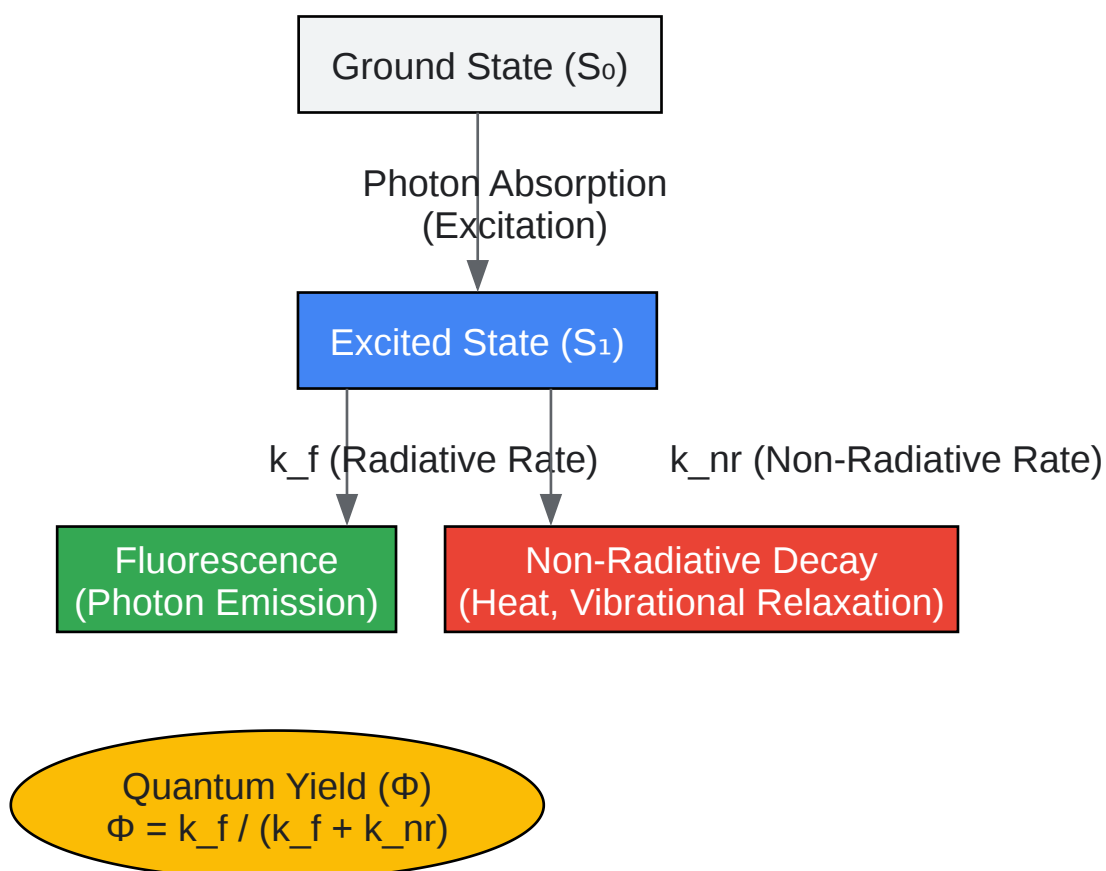 Ground State (S₀)
Photon Absorption
(Excitation)
Excited State (S₁)
k_f (Radiative Rate)
k_nr (Non-Radiative Rate)
Fluorescence
(Photon Emission)
Non-Radiative Decay
(Heat, Vibrational Relaxation)
Quantum Yield (Φ)
Φ = k_f / (k_f + k_nr)